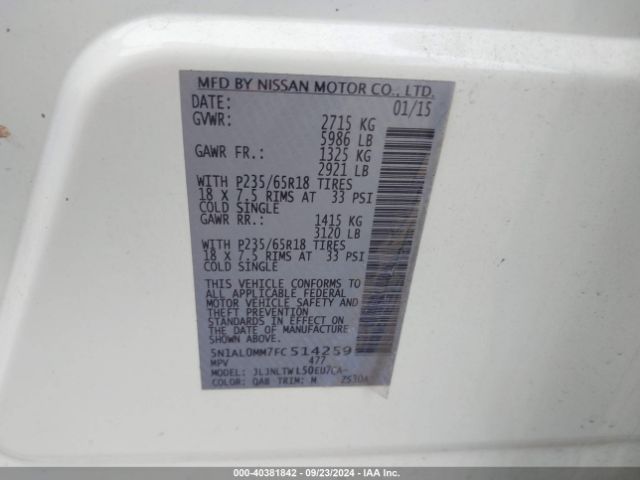 MFD BY NISSAN MOTOR CO., LTD.
DATE: 01/15
GVWR: 2715 KG
5986 LB
GAWR FR.: 1325 KG
2921 LB
WITH P235/65R18 TIRES
18 X 7.5 RIMS AT 33 PSI
COLD SINGLE
GAWR RR.: 1415 KG
3120 LB
WITH P235/65R18 TIRES
18 X 7.5 RIMS AT 33 PSI
COLD SINGLE
THIS VEHICLE CONFORMS TO
ALL APPLICABLE FEDERAL
MOTOR VEHICLE SAFETY AND
THEFT PREVENTION
STANDARDS IN EFFECT ON
THE DATE OF MANUFACTURE
SHOWN ABOVE.
5N1AL0MM7FC514259
MPV 477
MODEL:
COLOR: QAB TRIM: M
000-40381842 - 09/23/2024 - IAA Inc.